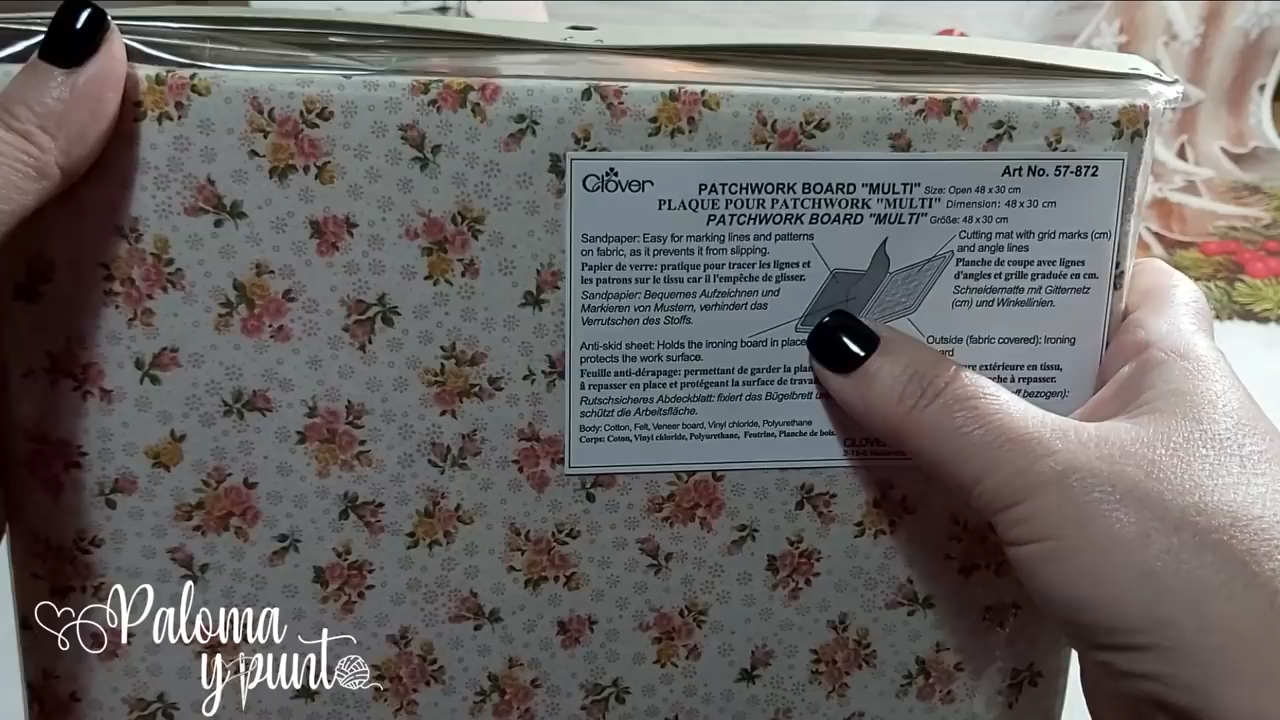 Clover
Art No. 57-872
PATCHWORK BOARD "MULTI" Size: Open 48 x 30 cm
PLAQUE POUR PATCHWORK "MULTI" Dimension: 48 x 30 cm
PATCHWORK BOARD "MULTI" Größe: 48 x 30 cm
Sandpaper: Easy for marking lines and patterns
on fabric, as it prevents it from slipping.
Papier de verre: pratique pour tracer les lignes et
les patrons sur le tissu car il l'empêche de glisser.
Sandpapier: Bequemes Aufzeichnen und
Markieren von Mustern, verhindert das
Verrutschen des Stoffs.
Cutting mat with grid marks (cm)
and angle lines
Planche de coupe avec lignes
d'angles et grille graduée en cm.
Schneidematte mit Gitternetz
(cm) und Winkellinien.
Anti-skid sheet: Holds the ironing board in place
protects the work surface.
Feuille anti-dérapage: permettant de garder la
à repasser en place et protégeant la surface de
Rutschsicheres Abdeckblatt: fixiert das Bügelbrett
schützt die Arbeitsfläche.
Outside (fabric covered): Ironing
extérieure en tissu,
à repasser.
bezogen):
Body: Cotton, Felt, Veneer board, Vinyl chloride, Polyurethane
Corps: Coton, Vinyl chloride, Polyurethane, Feutrine, Planche de bois.
Paloma
y punto